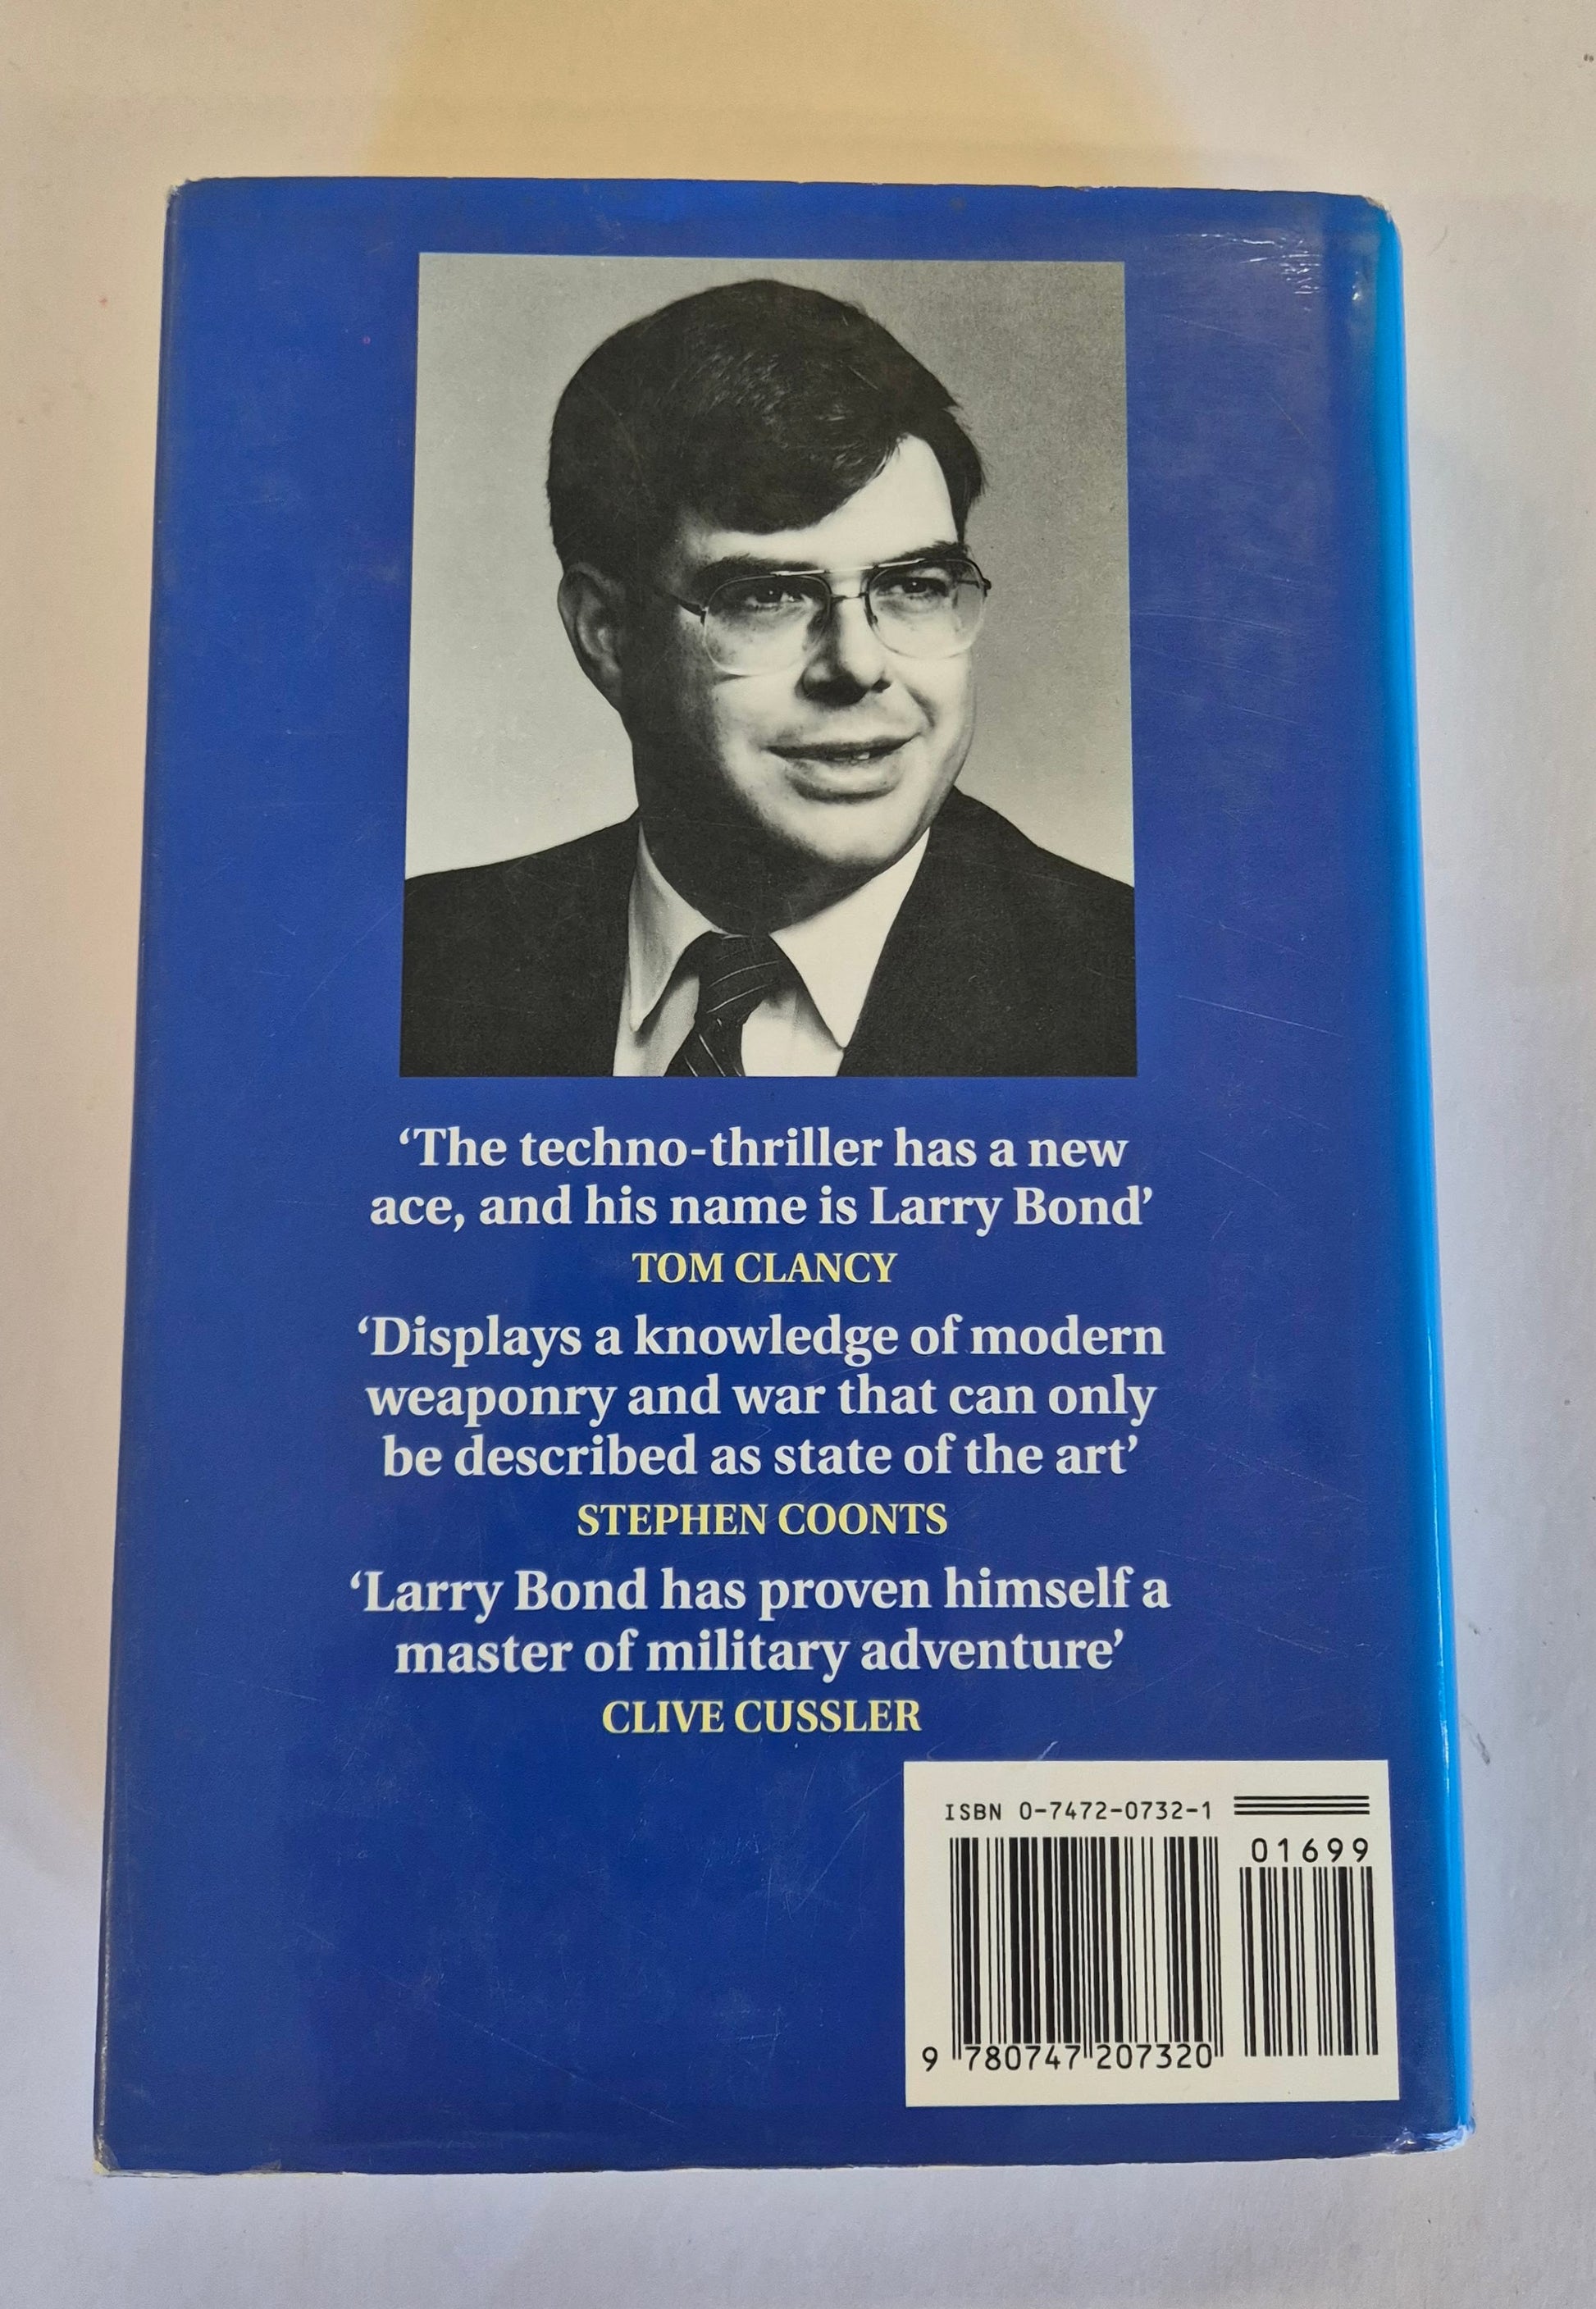 ‘The techno-thriller has a new
ace, and his name is Larry Bond’
TOM CLANCY
‘Displays a knowledge of modern
weaponry and war that can only
be described as state of the art’
STEPHEN COONTS
‘Larry Bond has proven himself a
master of military adventure’
CLIVE CUSSLER
ISBN 0-7472-0732-1
01699
9 780747 207320